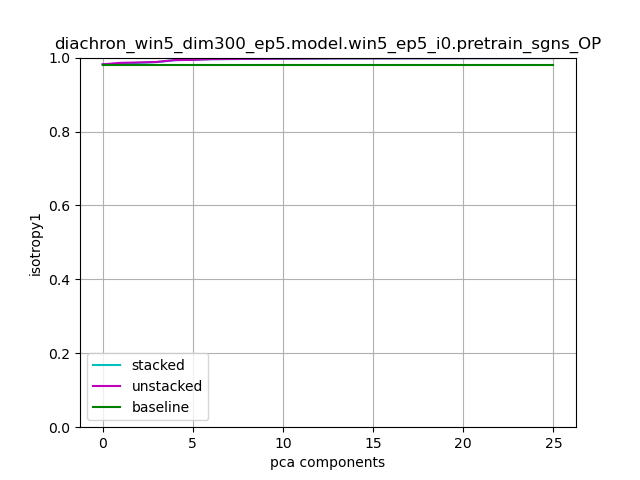 diachron_win5_dim300_ep5.model.win5_ep5_i0.pretrain_sgns_OP
1.0
0.8
0.6
0.4
0.2
0.0
isotropy1
stacked
unstacked
baseline
0 5 10 15 20 25
pca components